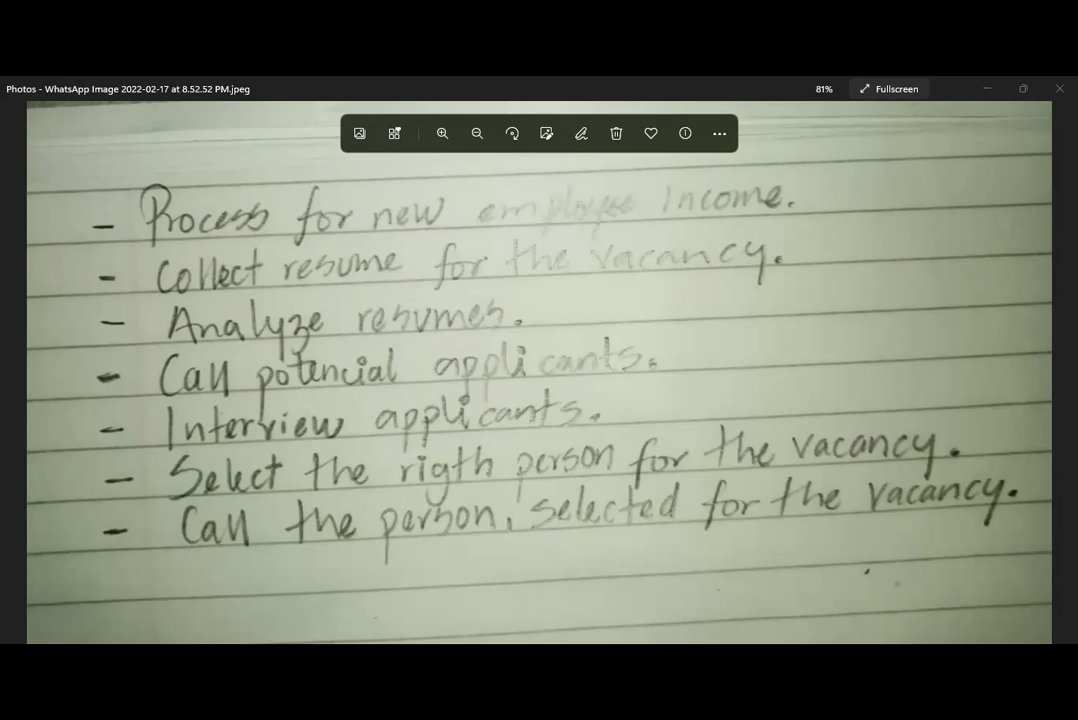 Photos - WhatsApp Image 2022-02-17 at 8.52.52 PM.jpeg 81% Fullscreen
- Process for new employee income.
- Collect resume for the vacancy.
- Analyze resumes.
- Call potencial applicants.
- Interview applicants.
- Select the rigth person for the vacancy.
- Call the person, selected for the vacancy.